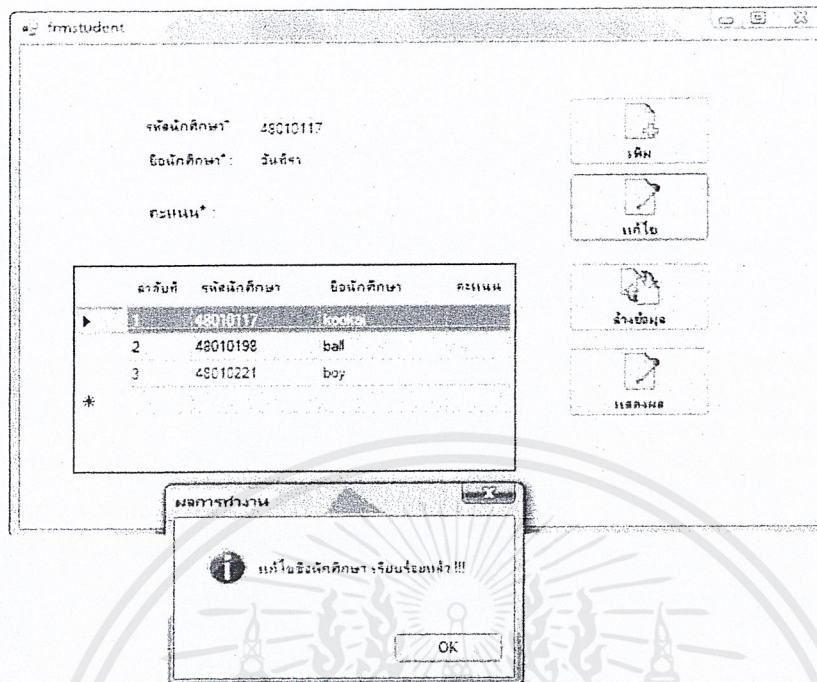 frmstudent
รหัสนักศึกษา* 48010117
เพิ่ม
ชื่อนักศึกษา* : วันทิรา
แก้ไข
คะแนน* :
ลำดับที่ รหัสนักศึกษา ชื่อนักศึกษา คะแนน
1 48010117
2 48010198 ball
3 48010221 boy
ล้างข้อมูล
แสดงผล
ผลการทำงาน
แก้ไขชื่อนักศึกษา เรียบร้อยแล้ว !!!
OK